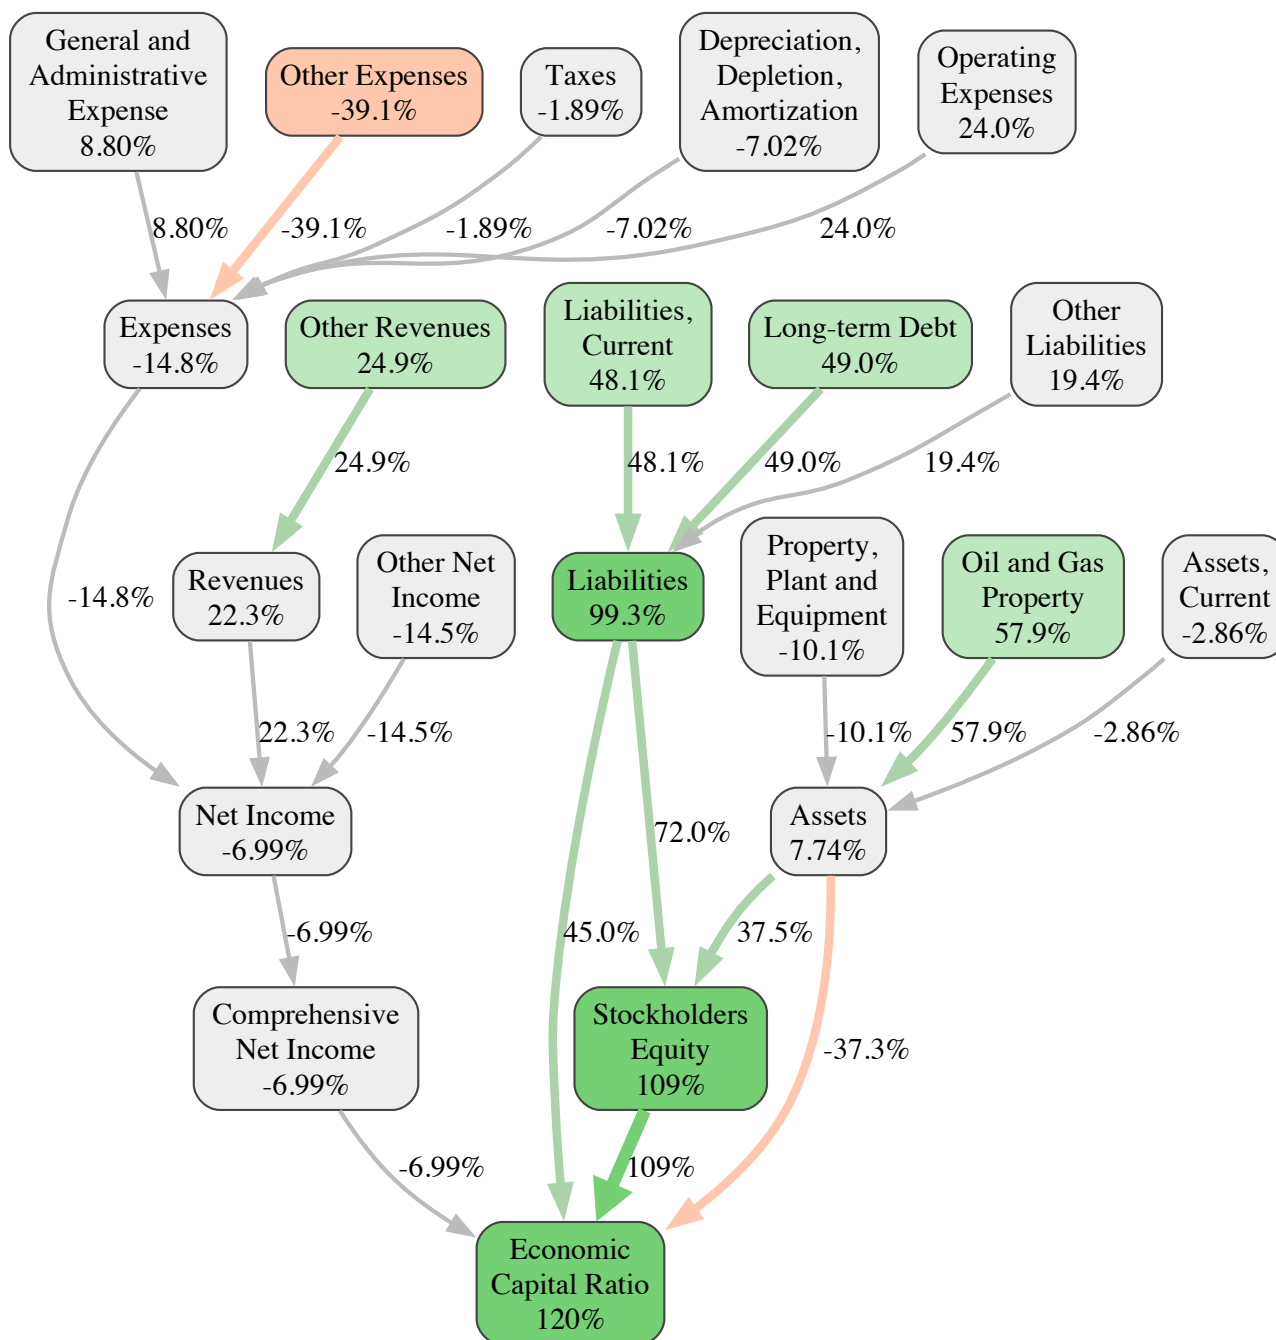 General and
Administrative
Expense
8.80%
Other Expenses
-39.1%
Taxes
-1.89%
Depreciation,
Depletion,
Amortization
-7.02%
Operating
Expenses
24.0%
8.80%
-39.1%
-1.89%
-7.02%
24.0%
Expenses
-14.8%
Other Revenues
24.9%
Liabilities,
Current
48.1%
Long-term Debt
49.0%
Other
Liabilities
19.4%
24.9%
48.1%
49.0%
19.4%
-14.8%
Revenues
22.3%
Other Net
Income
-14.5%
Liabilities
99.3%
Property,
Plant and
Equipment
-10.1%
Oil and Gas
Property
57.9%
Assets,
Current
-2.86%
22.3%
-14.5%
-10.1%
57.9%
-2.86%
Net Income
-6.99%
72.0%
Assets
7.74%
-6.99%
45.0%
37.5%
Comprehensive
Net Income
-6.99%
Stockholders
Equity
109%
-37.3%
-6.99%
109%
Economic
Capital Ratio
120%